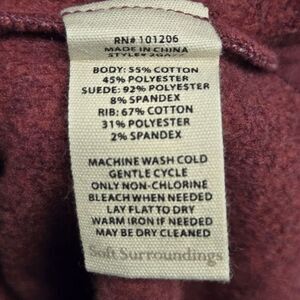 RN# 101206
MADE IN CHINA
STYLE#
BODY: 55% COTTON
45% POLYESTER
SUEDE: 92% POLYESTER
8% SPANDEX
RIB: 67% COTTON
31% POLYESTER
2% SPANDEX
MACHINE WASH COLD
GENTLE CYCLE
ONLY NON-CHLORINE
BLEACH WHEN NEEDED
LAY FLAT TO DRY
WARM IRON IF NEEDED
MAY BE DRY CLEANED
Soft Surroundings